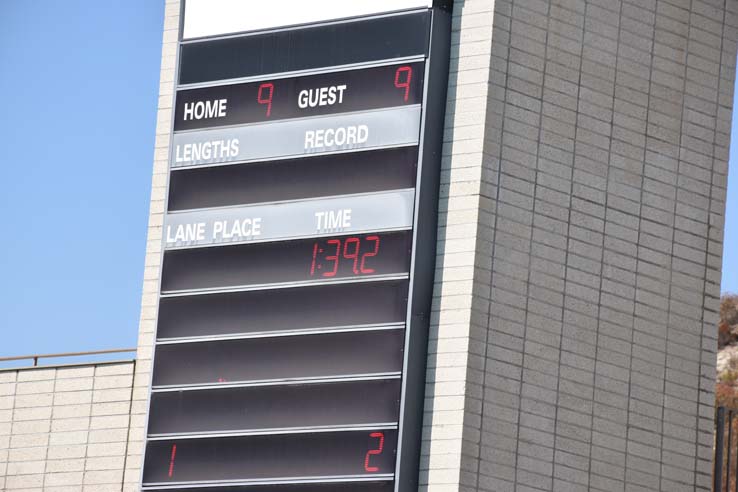 HOME 9 GUEST 9
LENGTHS RECORD
LANE PLACE TIME
1:39.2
1 2